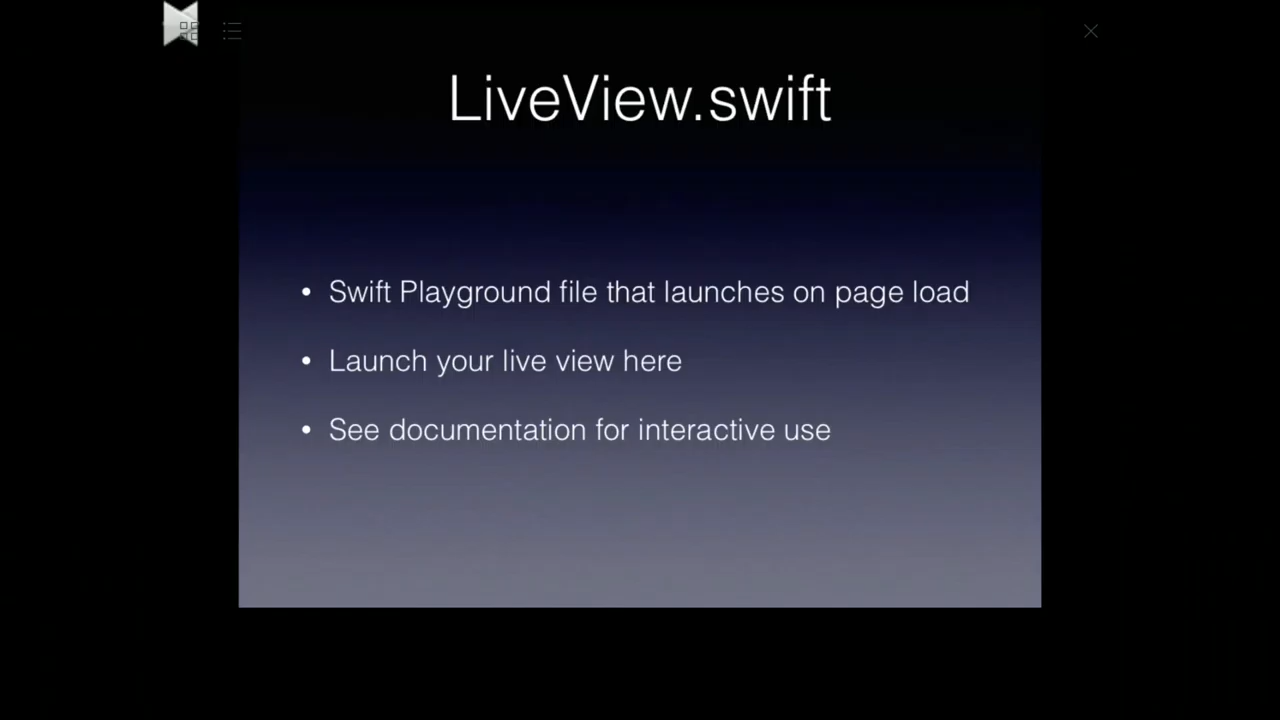 LiveView.swift
• Swift Playground file that launches on page load
• Launch your live view here
• See documentation for interactive use